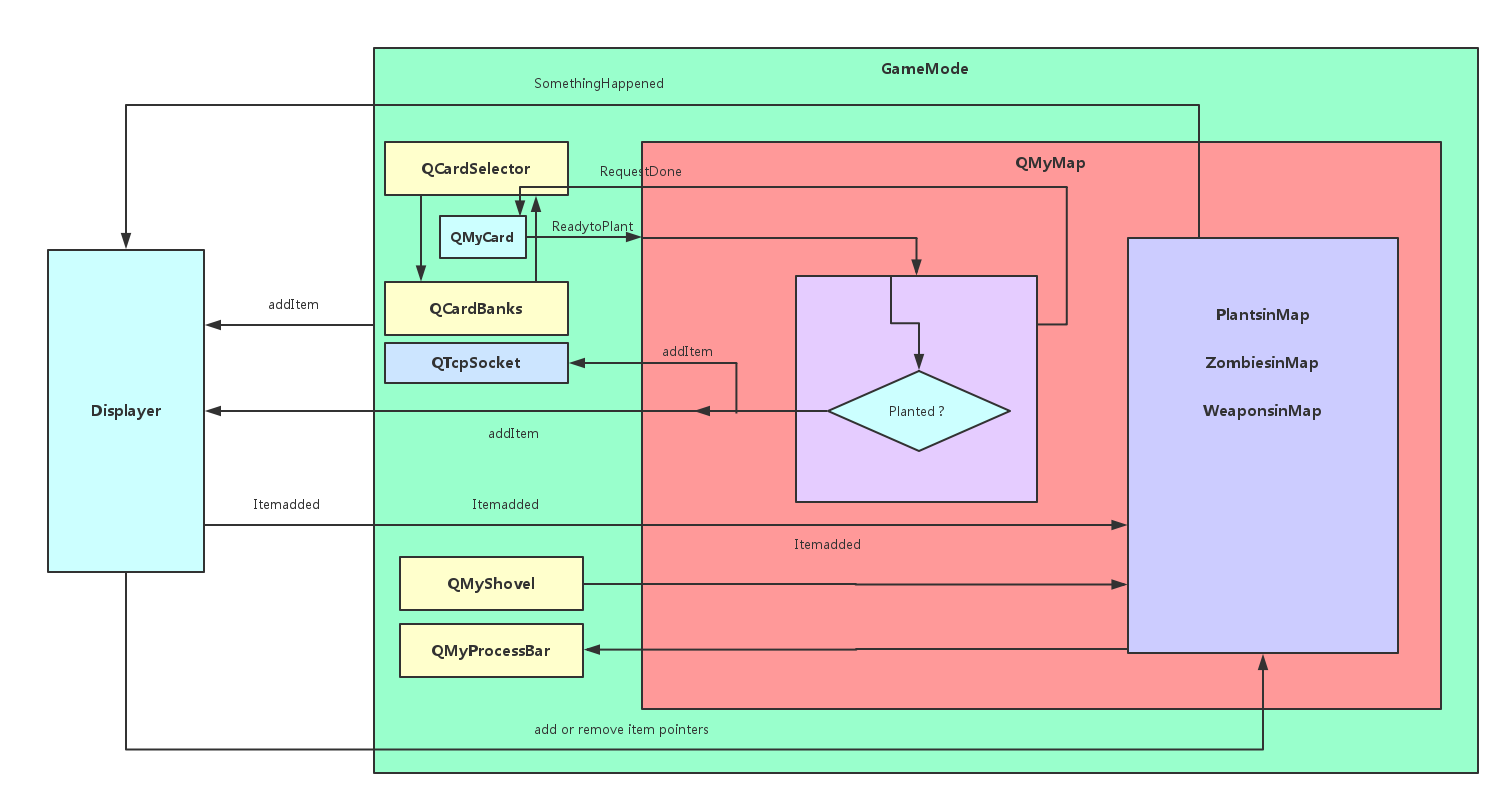 GameMode
SomethingHappened
QCardSelector
QMyMap
RequestDone
ReadytoPlant
QMyCard
addItem
QCardBanks
PlantsinMap
addItem
QTcpSocket
ZombiesinMap
Displayer
Planted ?
WeaponsinMap
addItem
Itemadded
Itemadded
Itemadded
QMyShovel
QMyProcessBar
add or remove item pointers